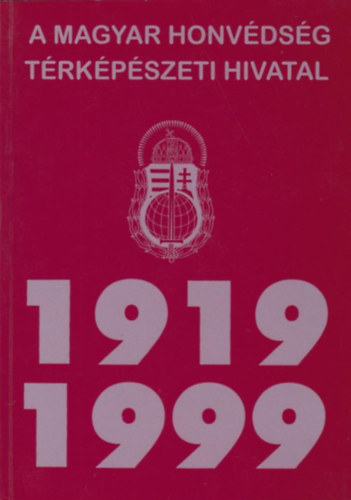 A MAGYAR HONVÉDSÉG
TÉRKÉPÉSZETI HIVATAL
1919
1999